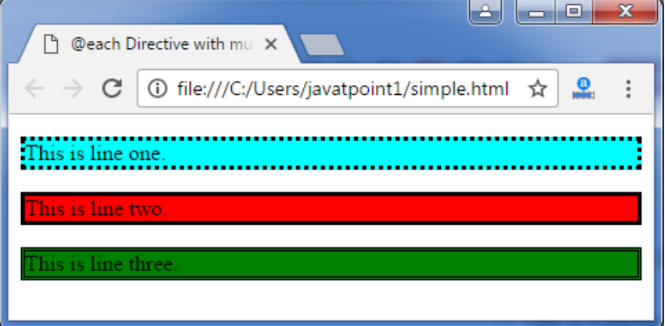 @each Directive with mu
file:///C:/Users/javatpoint1/simple.html
This is line one.
This is line two.
This is line three.